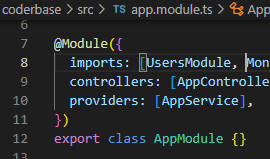 coderbase > src > app.module.ts > App
7 @Module({
8 imports: [UsersModule, Mon
9 controllers: [AppControlle
10 providers: [AppService],
11 })
12 export class AppModule {}